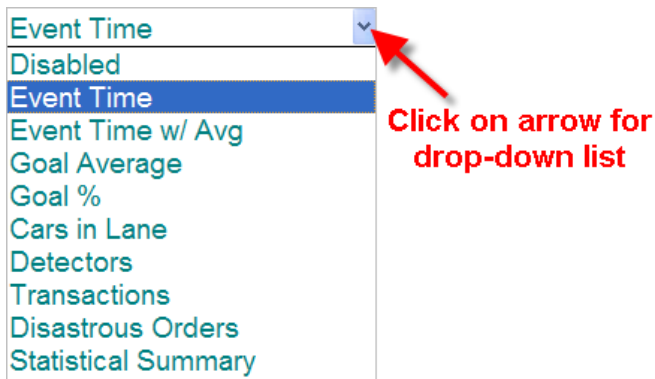 Event Time
Disabled
Event Time
Event Time w/ Avg
Goal Average
Goal %
Cars in Lane
Detectors
Transactions
Disastrous Orders
Statistical Summary
Click on arrow for
drop-down list